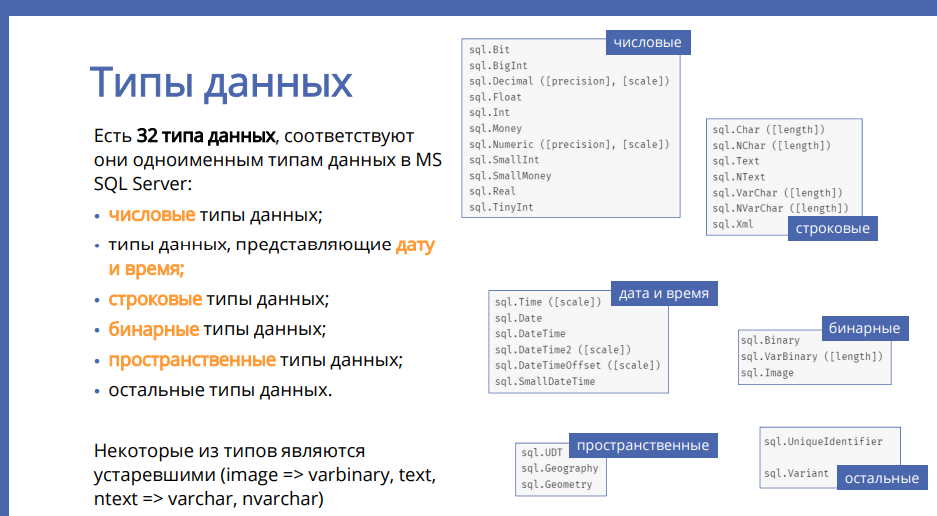 Типы данных
Есть 32 типа данных, соответствуют
они одноименным типам данных в MS
SQL Server:
• числовые типы данных;
• типы данных, представляющие дату
и время;
• строковые типы данных;
• бинарные типы данных;
• пространственные типы данных;
• остальные типы данных.
Некоторые из типов являются
устаревшими (image => varbinary, text,
ntext => varchar, nvarchar)
числовые
sql.Bit
sql.BigInt
sql.Decimal ([precision], [scale])
sql.Float
sql.Int
sql.Money
sql.Numeric ([precision], [scale])
sql.SmallInt
sql.SmallMoney
sql.Real
sql.TinyInt
sql.Char ([length])
sql.NChar ([length])
sql.Text
sql.NText
sql.VarChar ([length])
sql.NVarChar ([length])
sql.Xml
строковые
дата и время
sql.Time ([scale])
sql.Date
sql.DateTime
sql.DateTime2 ([scale])
sql.DateTimeOffset ([scale])
sql.SmallDateTime
бинарные
sql.Binary
sql.VarBinary ([length])
sql.Image
пространственные
sql.UDT
sql.Geography
sql.Geometry
sql.UniqueIdentifier
sql.Variant
остальные